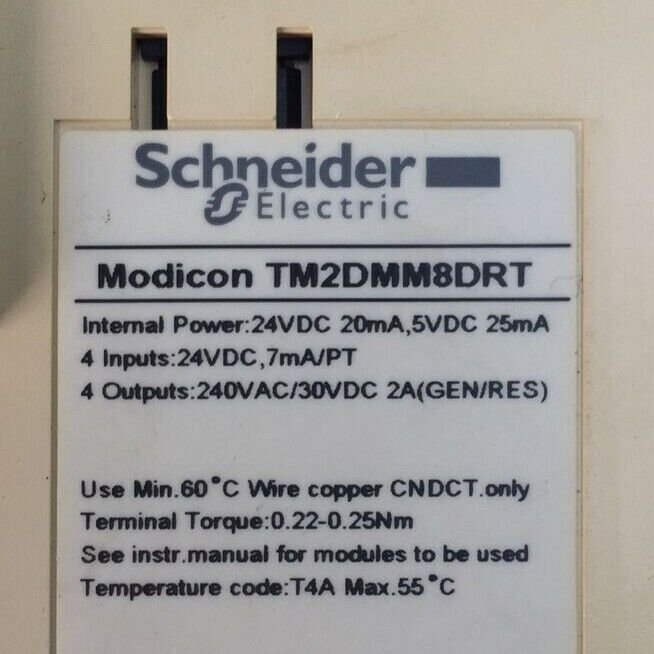 Schneider
Electric
Modicon TM2DMM8DRT
Internal Power:24VDC 20mA,5VDC 25mA
4 Inputs:24VDC,7mA/PT
4 Outputs:240VAC/30VDC 2A(GEN/RES)
Use Min.60°C Wire copper CNDCT.only
Terminal Torque:0.22-0.25Nm
See instr.manual for modules to be used
Temperature code:T4A Max.55°C